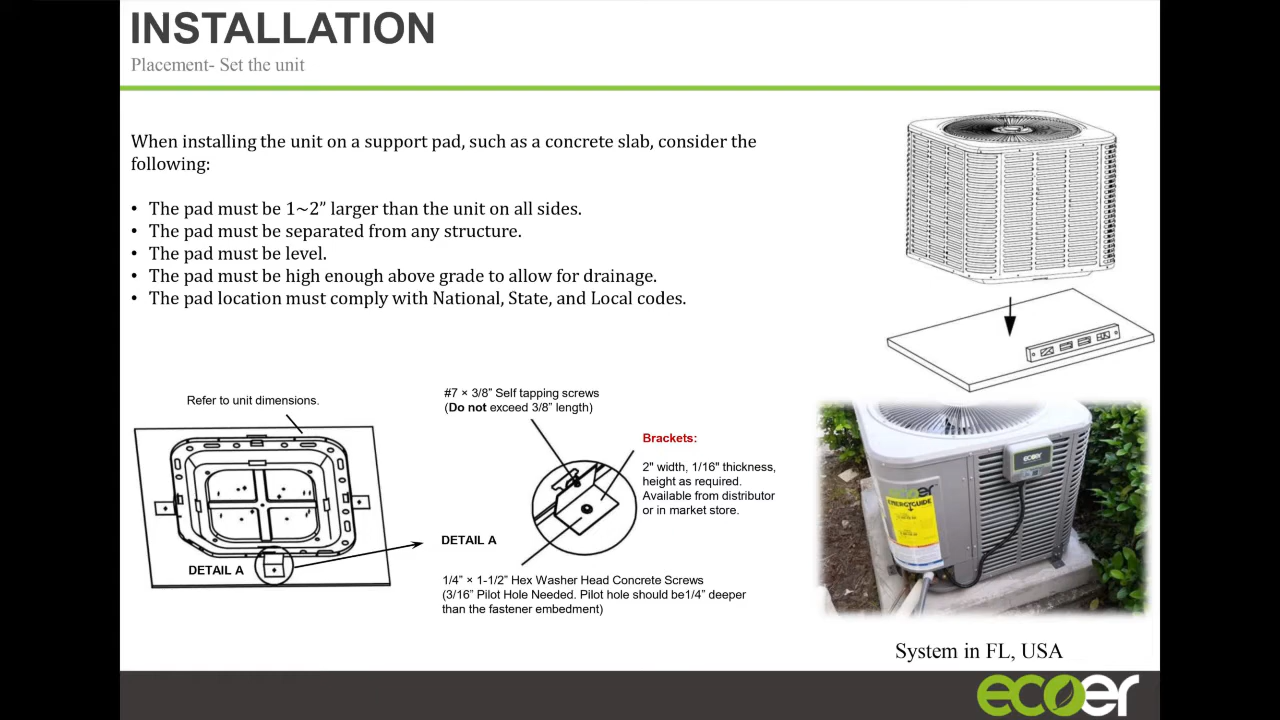 INSTALLATION
Placement- Set the unit
When installing the unit on a support pad, such as a concrete slab, consider the
following:
• The pad must be 1~2” larger than the unit on all sides.
• The pad must be separated from any structure.
• The pad must be level.
• The pad must be high enough above grade to allow for drainage.
• The pad location must comply with National, State, and Local codes.
Refer to unit dimensions.
DETAIL A
#7 × 3/8” Self tapping screws
(Do not exceed 3/8” length)
Brackets:
2" width, 1/16" thickness,
height as required.
Available from distributor
or in market store.
DETAIL A
1/4” × 1-1/2” Hex Washer Head Concrete Screws
(3/16” Pilot Hole Needed. Pilot hole should be1/4” deeper
than the fastener embedment)
ecoer
ecoer
ENERGYGUIDE
System in FL, USA
ecoer